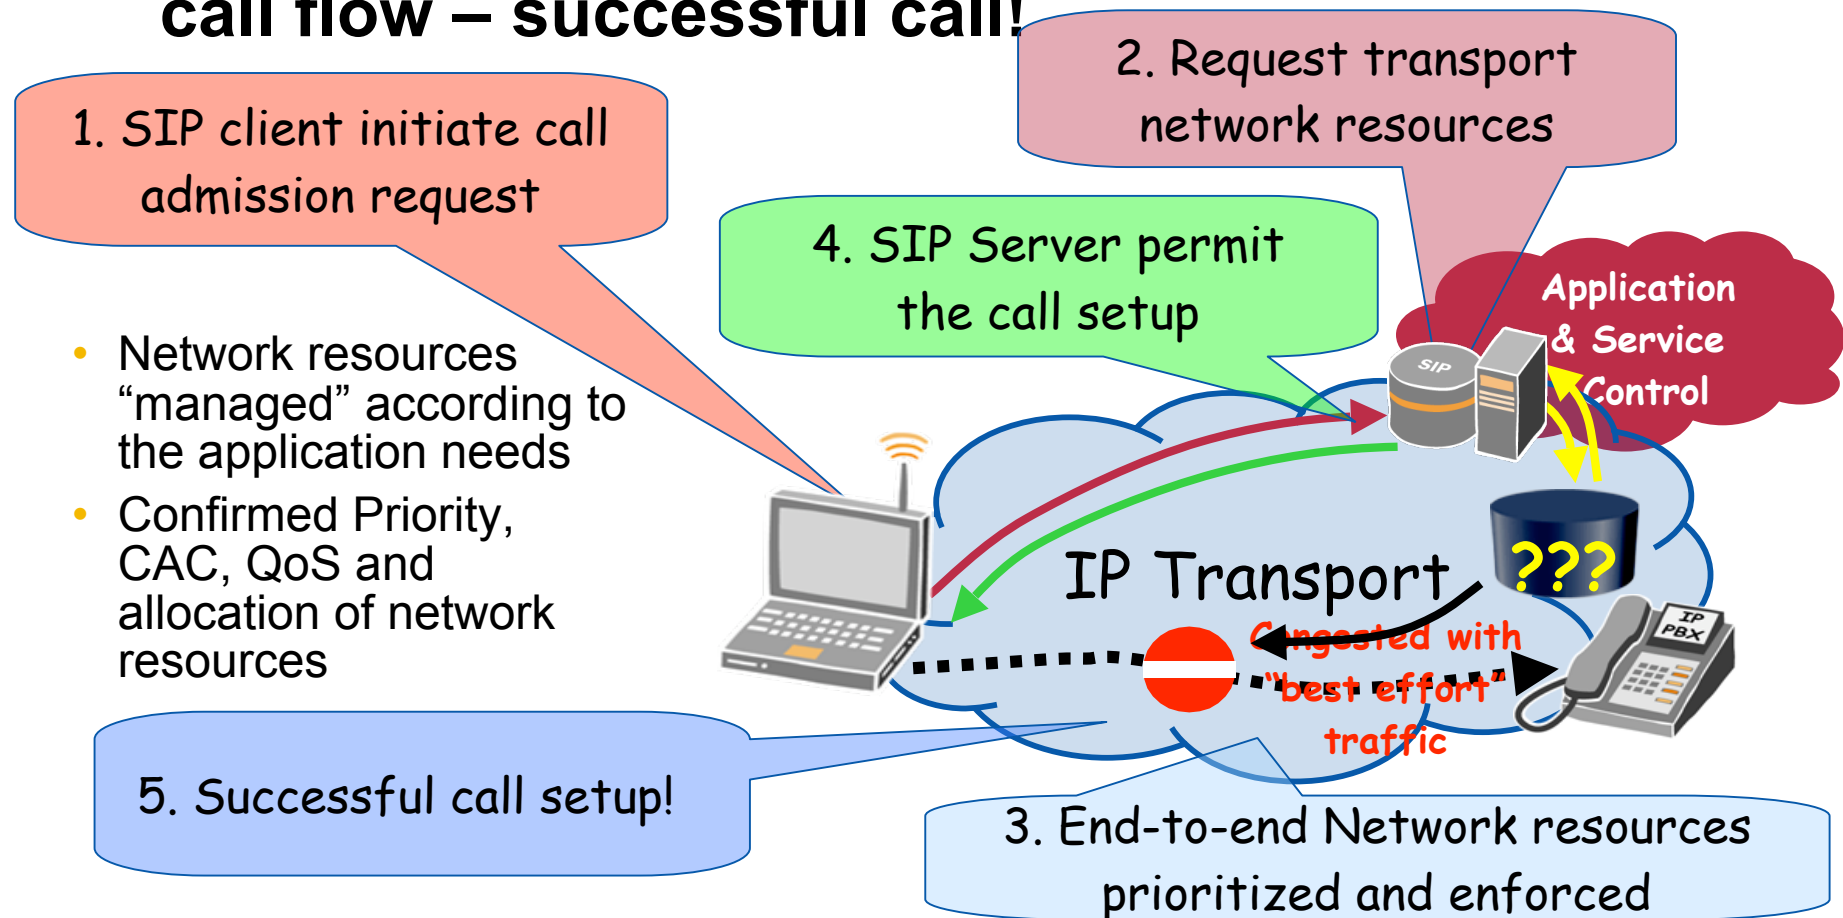 call flow – successful call!
1. SIP client initiate call
admission request
2. Request transport
network resources
4. SIP Server permit
the call setup
Application
& Service
Control
SIP
• Network resources
“managed” according to
the application needs
• Confirmed Priority,
CAC, QoS and
allocation of network
resources
IP Transport
???
IP
PBX
Congested with
“best effort”
traffic
5. Successful call setup!
3. End-to-end Network resources
prioritized and enforced